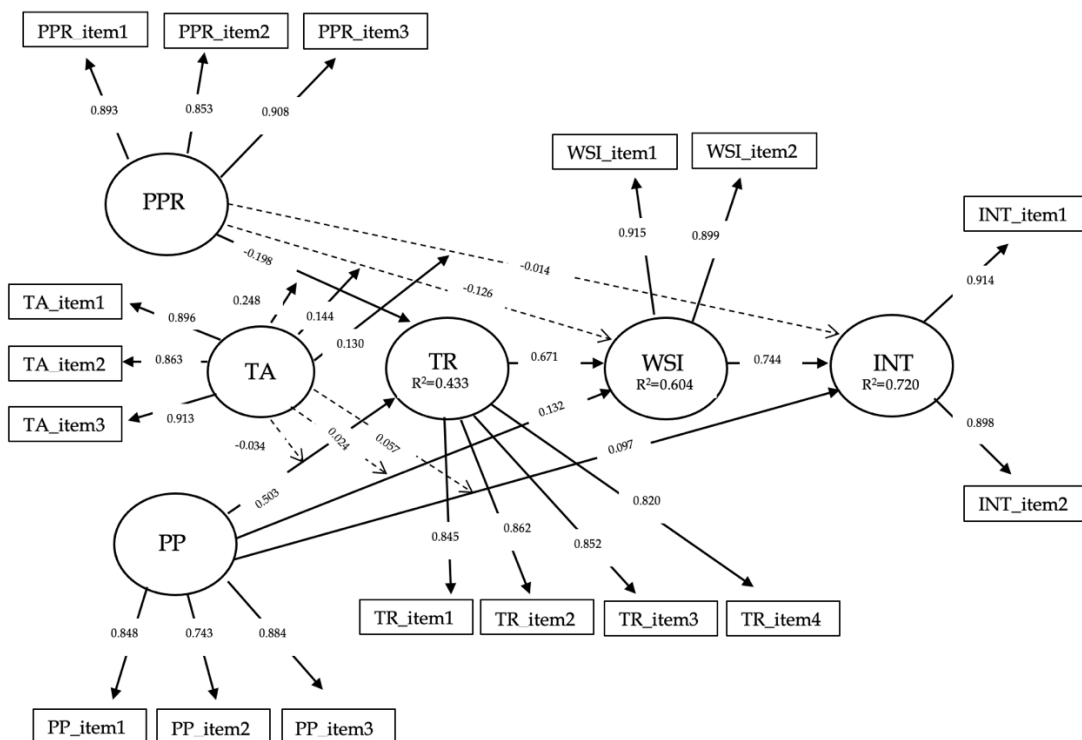 PPR_item1
PPR_item2
PPR_item3
0.893
0.853
0.908
PPR
WSI_item1
WSI_item2
INT_item1
0.915
0.899
0.914
-0.198
-0.126
-0.014
TA_item1
TA_item2
TA_item3
0.896
0.863
0.913
TA
0.248
0.144
0.130
TR
R²=0.433
0.671
WSI
R²=0.604
0.744
INT
R²=0.720
-0.034
0.024
0.057
0.132
0.097
0.898
INT_item2
0.503
PP
0.845
0.862
0.852
0.820
TR_item1
TR_item2
TR_item3
TR_item4
0.848
0.743
0.884
PP_item1
PP_item2
PP_item3